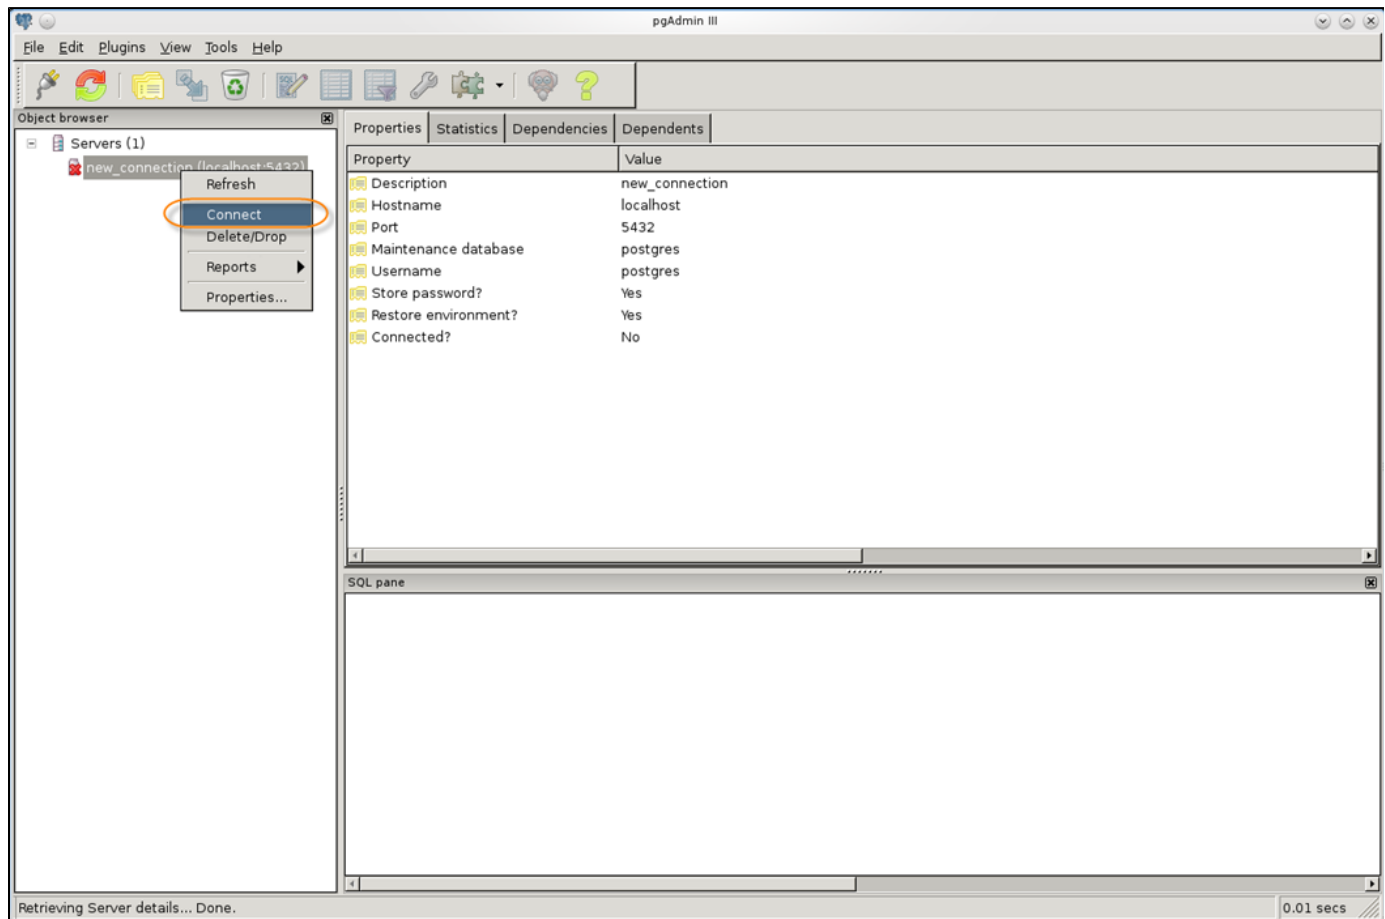 pgAdmin III
File Edit Plugins View Tools Help
SQL
Object browser
Servers (1)
new_connection (localhost:5432)
Refresh
Connect
Delete/Drop
Reports
Properties...
Properties Statistics Dependencies Dependents
Property Value
Description new_connection
Hostname localhost
Port 5432
Maintenance database postgres
Username postgres
Store password? Yes
Restore environment? Yes
Connected? No
SQL pane
Retrieving Server details... Done. 0.01 secs